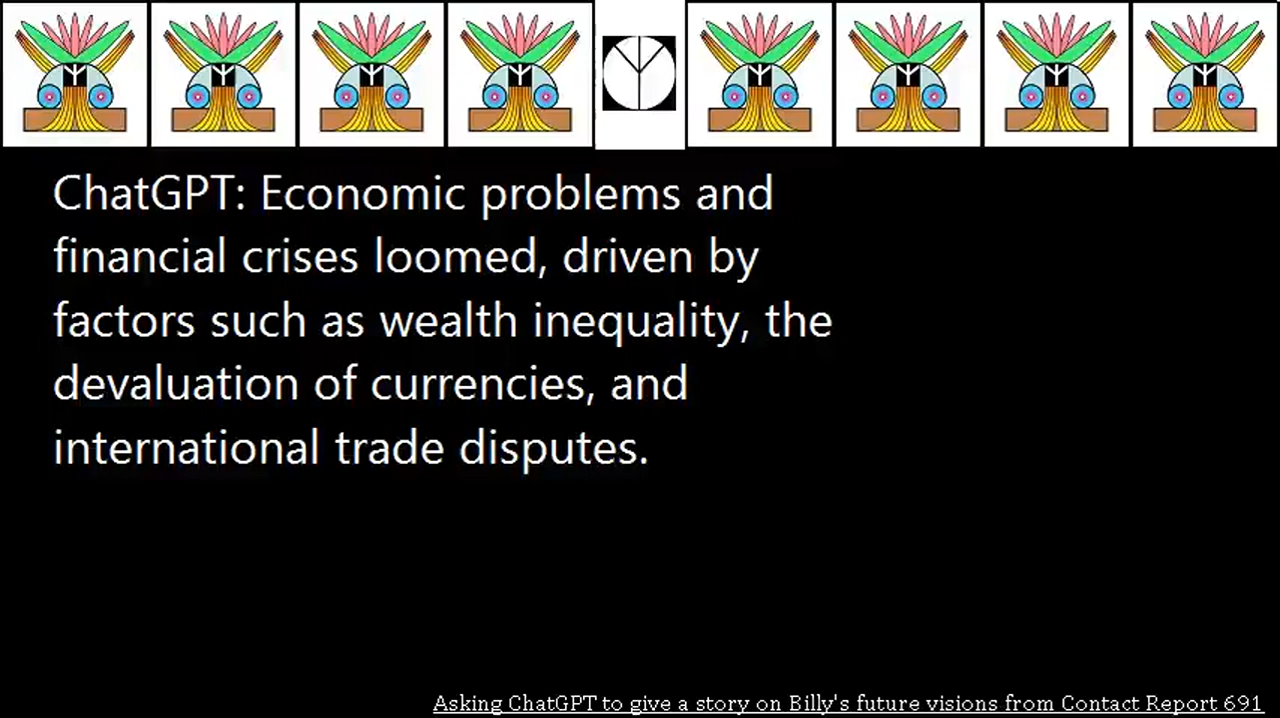 ChatGPT: Economic problems and
financial crises loomed, driven by
factors such as wealth inequality, the
devaluation of currencies, and
international trade disputes.
Asking ChatGPT to give a story on Billy's future visions from Contact Report 691